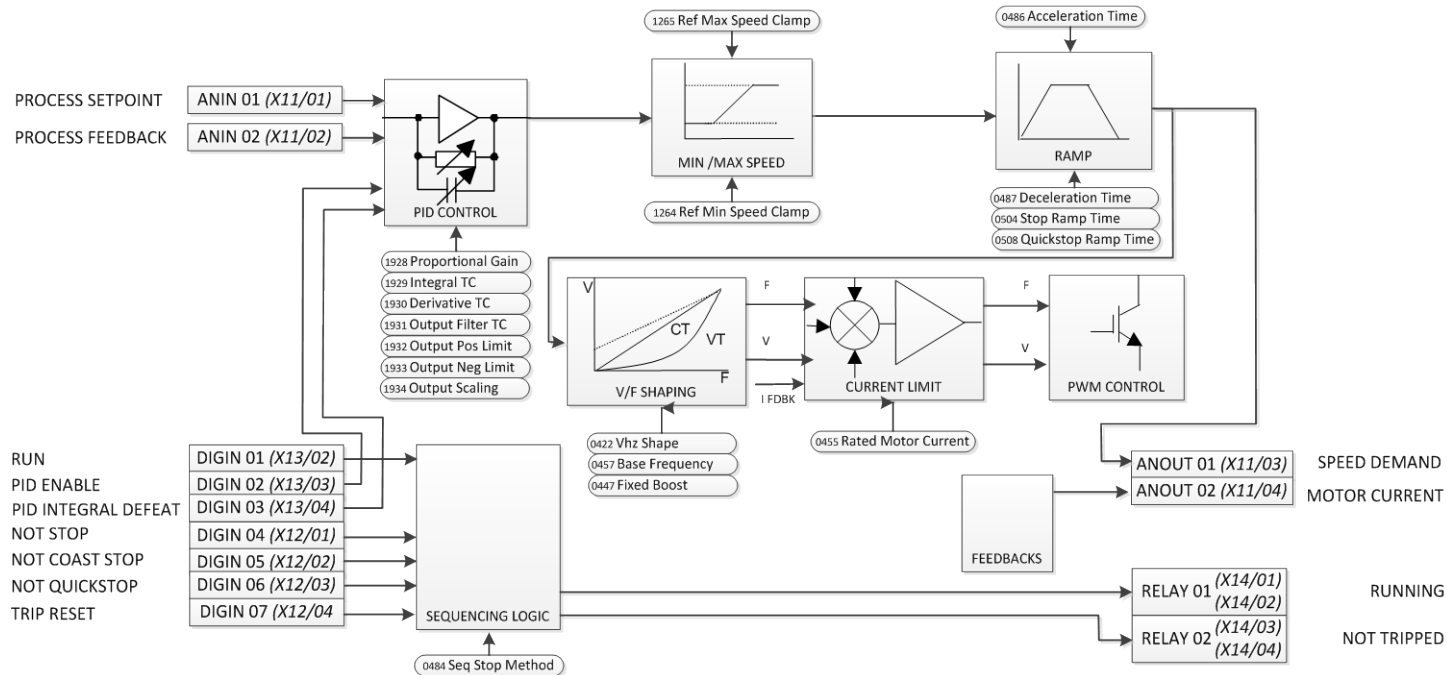 1265 Ref Max Speed Clamp
0486 Acceleration Time
PROCESS SETPOINT
ANIN 01 (X11/01)
PROCESS FEEDBACK
ANIN 02 (X11/02)
PID CONTROL
MIN /MAX SPEED
RAMP
1264 Ref Min Speed Clamp
0487 Deceleration Time
0504 Stop Ramp Time
0508 Quickstop Ramp Time
1928 Proportional Gain
1929 Integral TC
1930 Derivative TC
1931 Output Filter TC
1932 Output Pos Limit
1933 Output Neg Limit
1934 Output Scaling
V
CT
VT
F
V/F SHAPING
F
V
I FDBK
CURRENT LIMIT
F
V
PWM CONTROL
0422 Vhz Shape
0457 Base Frequency
0447 Fixed Boost
0455 Rated Motor Current
RUN
DIGIN 01 (X13/02)
PID ENABLE
DIGIN 02 (X13/03)
PID INTEGRAL DEFEAT
DIGIN 03 (X13/04)
NOT STOP
DIGIN 04 (X12/01)
NOT COAST STOP
DIGIN 05 (X12/02)
NOT QUICKSTOP
DIGIN 06 (X12/03)
TRIP RESET
DIGIN 07 (X12/04
SEQUENCING LOGIC
0484 Seq Stop Method
FEEDBACKS
ANOUT 01 (X11/03)
SPEED DEMAND
ANOUT 02 (X11/04)
MOTOR CURRENT
RELAY 01 (X14/01)
(X14/02)
RUNNING
RELAY 02 (X14/03)
(X14/04)
NOT TRIPPED